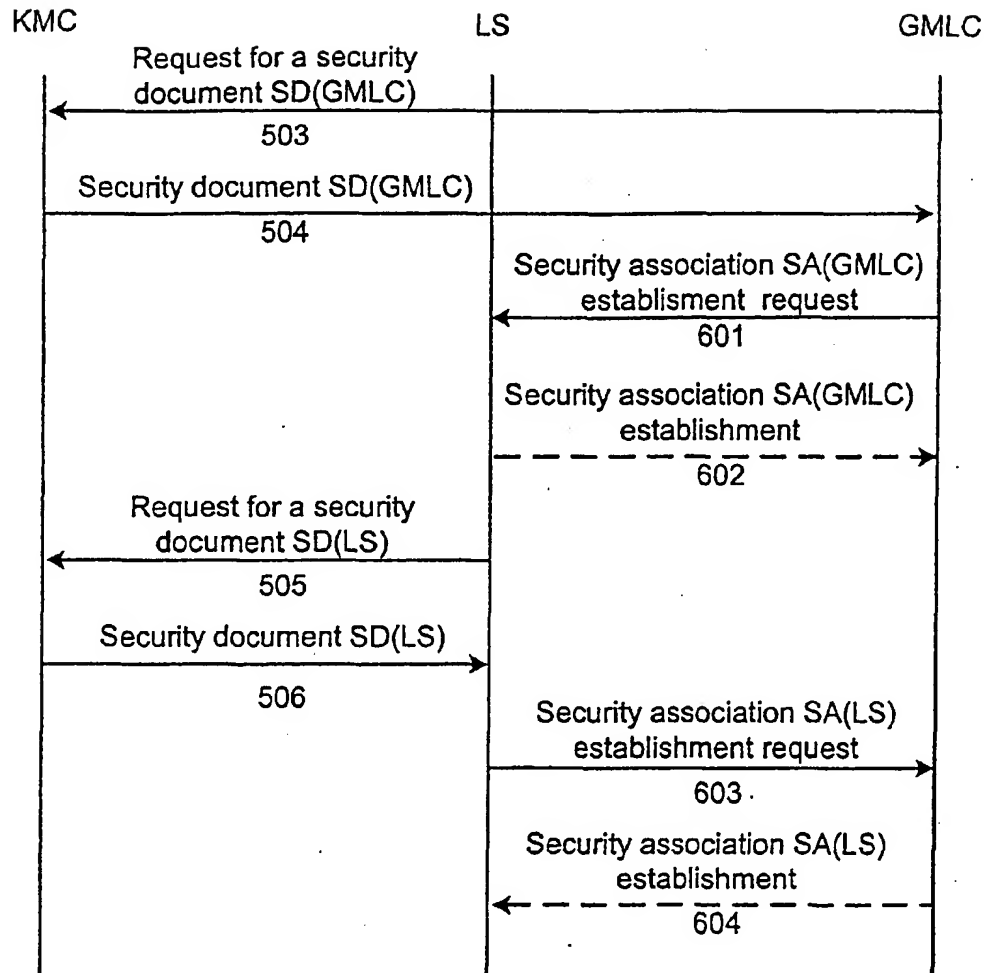 KMC
LS
GMLC
Request for a security
document SD(GMLC)
503
Security document SD(GMLC)
504
Security association SA(GMLC)
establisment request
601
Security association SA(GMLC)
establishment
602
Request for a security
document SD(LS)
505
Security document SD(LS)
506
Security association SA(LS)
establishment request
603
Security association SA(LS)
establishment
604